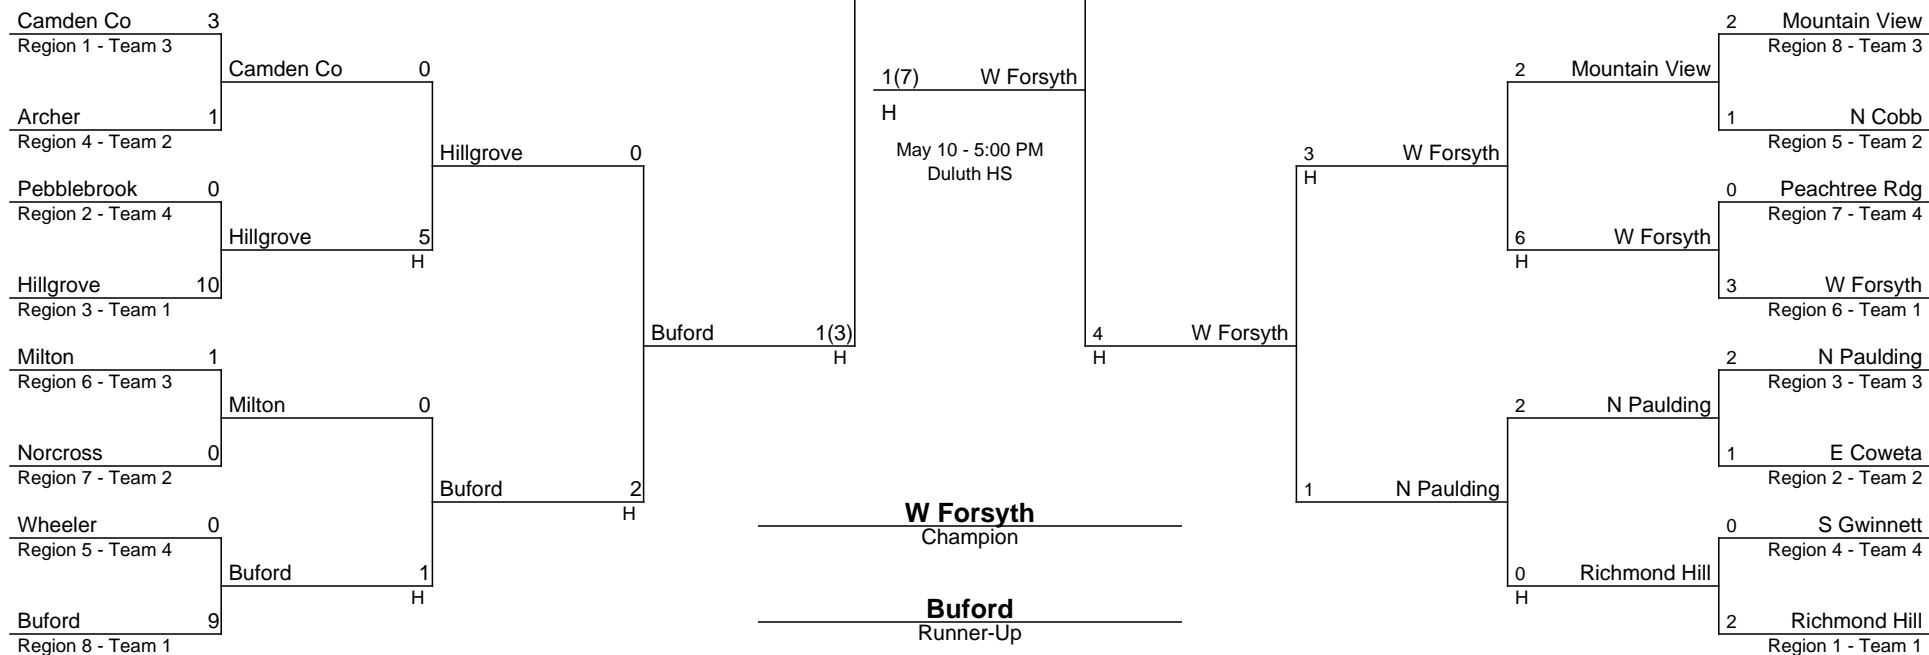 Camden Co 3
Region 1 - Team 3
Camden Co 0
Archer 1
Region 4 - Team 2
Hillgrove 0
Pebblebrook 0
Region 2 - Team 4
Hillgrove 5
H
Hillgrove 10
Region 3 - Team 1
Buford 1(3)
H
Milton 1
Region 6 - Team 3
Milton 0
Norcross 0
Region 7 - Team 2
Buford 2
H
Wheeler 0
Region 5 - Team 4
Buford 1
H
Buford 9
Region 8 - Team 1
1(7) W Forsyth
H
May 10 - 5:00 PM
Duluth HS
W Forsyth
Champion
Buford
Runner-Up
2 Mountain View
Region 8 - Team 3
2 Mountain View
1 N Cobb
Region 5 - Team 2
3 W Forsyth
H
0 Peachtree Rdg
Region 7 - Team 4
6 W Forsyth
H
3 W Forsyth
Region 6 - Team 1
4 W Forsyth
H
2 N Paulding
Region 3 - Team 3
2 N Paulding
1 E Coweta
Region 2 - Team 2
1 N Paulding
0 S Gwinnett
Region 4 - Team 4
0 Richmond Hill
H
2 Richmond Hill
Region 1 - Team 1